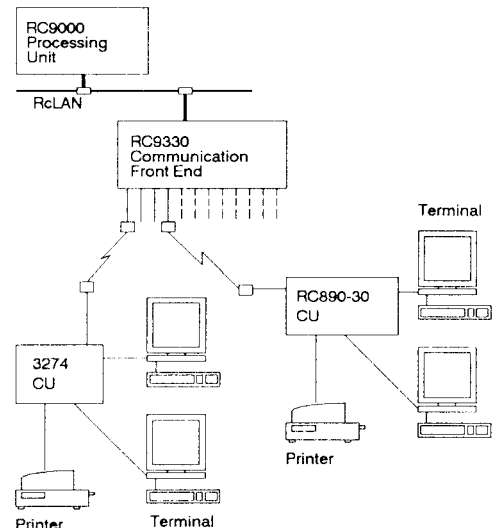 RC9000
Processing
Unit
RcLAN
RC9330
Communication
Front End
Terminal
RC890-30
CU
3274
CU
Printer
Printer
Terminal